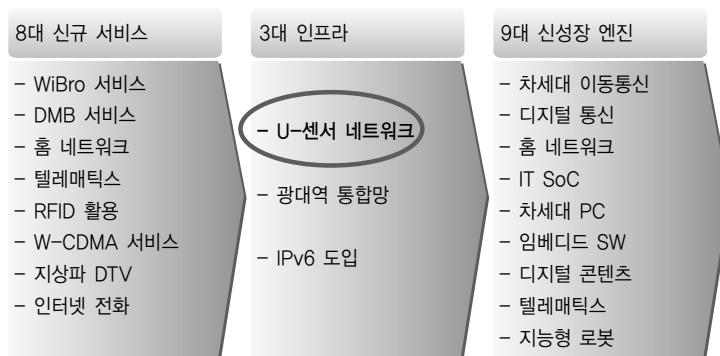 8대 신규 서비스
- WiBro 서비스
- DMB 서비스
- 홈 네트워크
- 텔레매틱스
- RFID 활용
- W-CDMA 서비스
- 지상파 DTV
- 인터넷 전화
3대 인프라
- U-센서 네트워크
- 광대역 통합망
- IPv6 도입
9대 신성장 엔진
- 차세대 이동통신
- 디지털 통신
- 홈 네트워크
- IT SoC
- 차세대 PC
- 임베디드 SW
- 디지털 콘텐츠
- 텔레매틱스
- 지능형 로봇